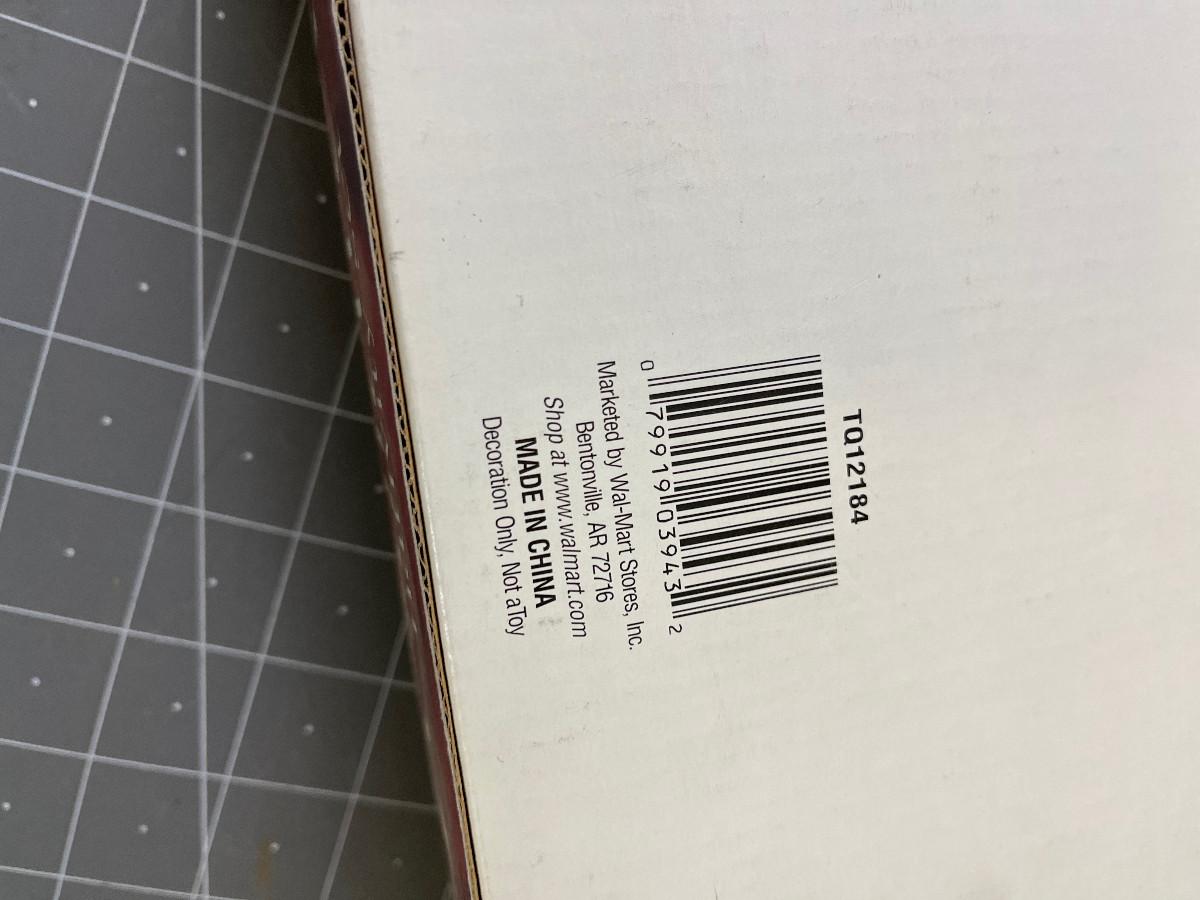 TQ12184
0 79919 03943 2
Marketed by Wal-Mart Stores, Inc.
Bentonville, AR 72716
Shop at www.walmart.com
MADE IN CHINA
Decoration Only, Not a Toy